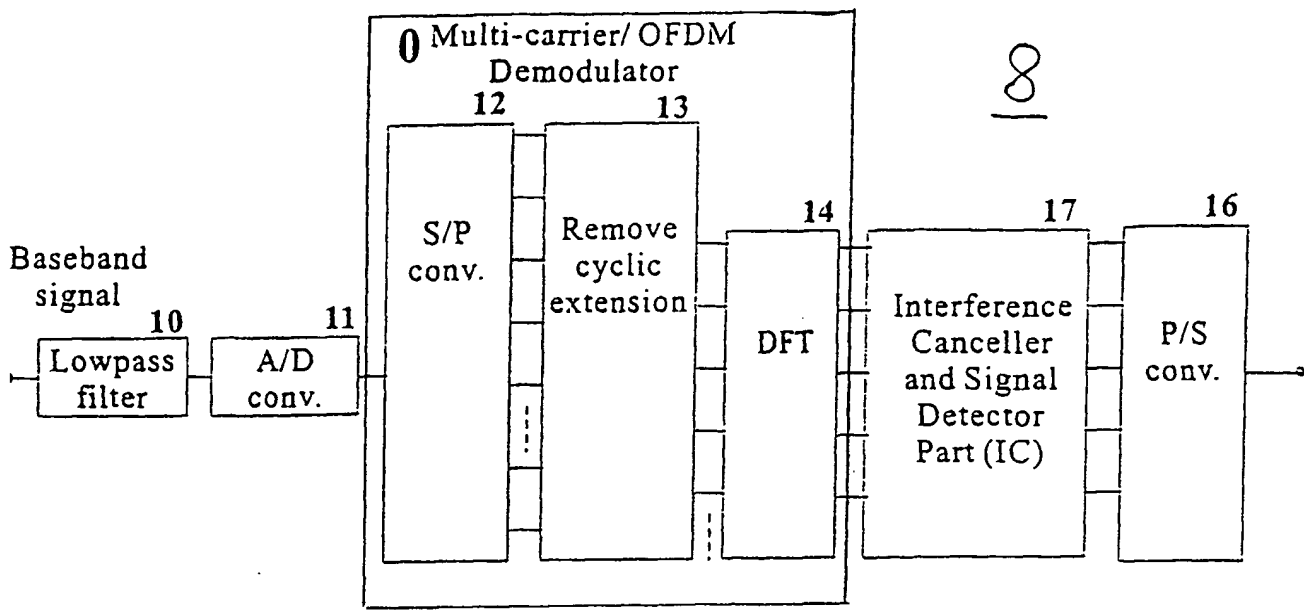 0 Multi-carrier/ OFDM
Demodulator
8
12
13
14
17
16
S/P
conv.
Remove
cyclic
extension
DFT
Interference
Canceller
and Signal
Detector
Part (IC)
P/S
conv.
Baseband
signal
10
11
Lowpass
filter
A/D
conv.